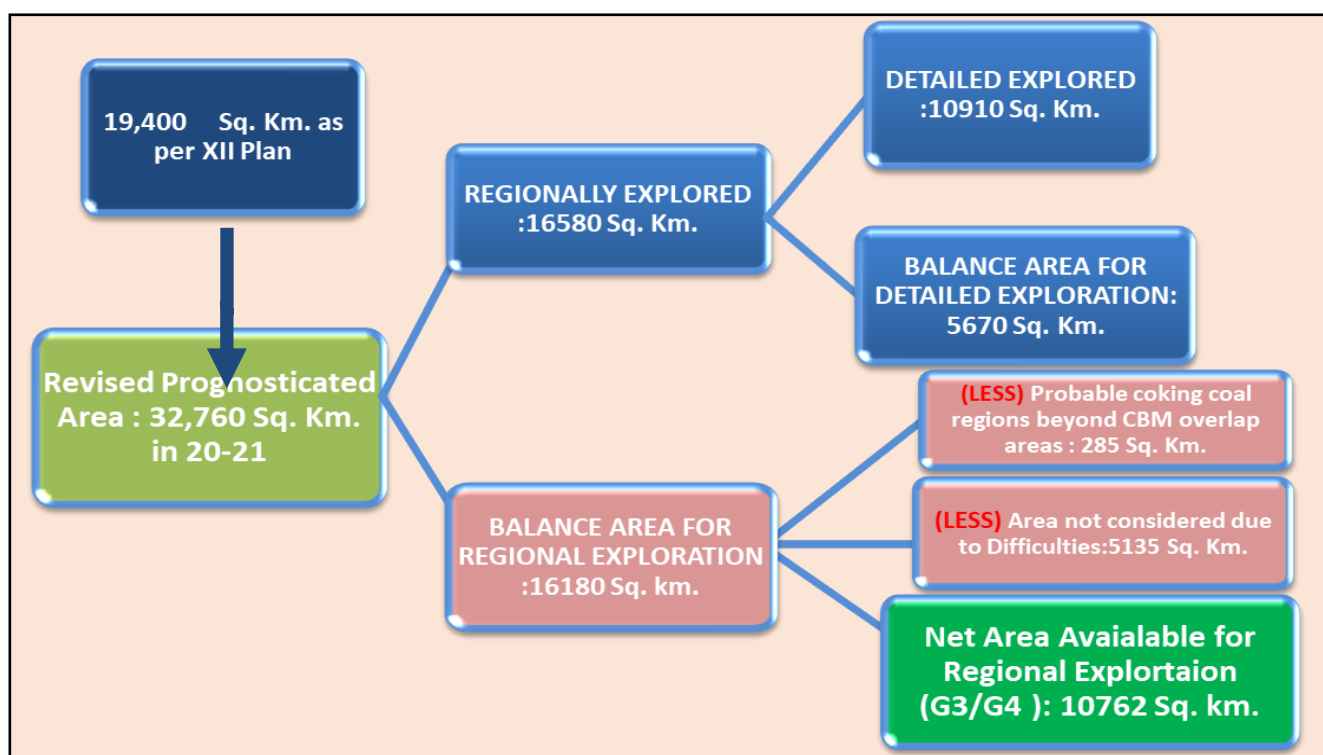 19,400 Sq. Km. as
per XII Plan
Revised Prognosticated
Area : 32,760 Sq. Km.
in 20-21
REGIONALLY EXPLORED
:16580 Sq. Km.
BALANCE AREA FOR
REGIONAL EXPLORATION
:16180 Sq. km.
DETAILED EXPLORED
:10910 Sq. Km.
BALANCE AREA FOR
DETAILED EXPLORATION:
5670 Sq. Km.
(LESS) Probable coking coal
regions beyond CBM overlap
areas : 285 Sq. Km.
(LESS) Area not considered due
to Difficulties:5135 Sq. Km.
Net Area Avaialable for
Regional Explortaion
(G3/G4 ): 10762 Sq. km.